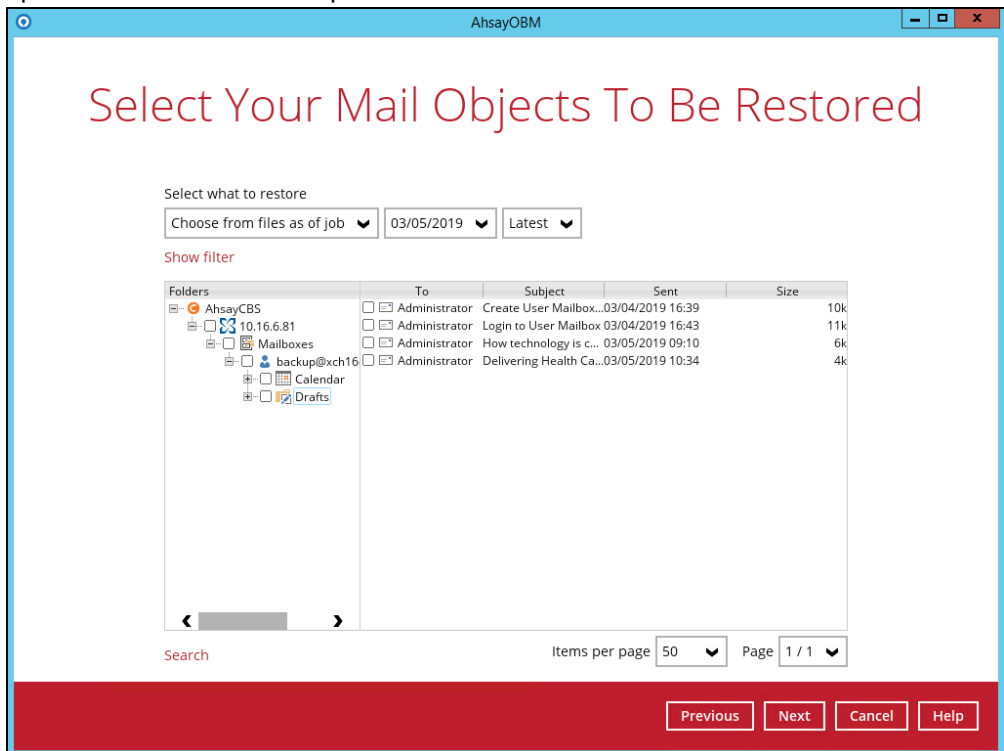 AhsayOBM
Select Your Mail Objects To Be Restored
Select what to restore
Choose from files as of job 03/05/2019 Latest
Show filter
Folders To Subject Sent Size
AhsayCBS Administrator Create User Mailbox...03/04/2019 16:39 10k
10.16.6.81 Administrator Login to User Mailbox 03/04/2019 16:43 11k
Mailboxes Administrator How technology is c... 03/05/2019 09:10 6k
backup@xch16 Administrator Delivering Health Ca...03/05/2019 10:34 4k
Calendar
Drafts
Search Items per page 50 Page 1 / 1
Previous Next Cancel Help